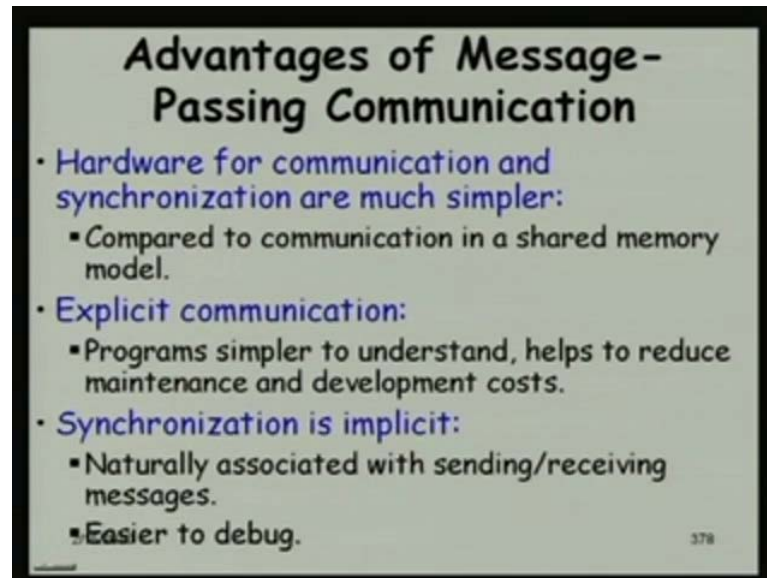 Advantages of Message-
Passing Communication
• Hardware for communication and
synchronization are much simpler:
▪ Compared to communication in a shared memory
model.
• Explicit communication:
▪ Programs simpler to understand, helps to reduce
maintenance and development costs.
• Synchronization is implicit:
▪ Naturally associated with sending/receiving
messages.
▪ Easier to debug.
378